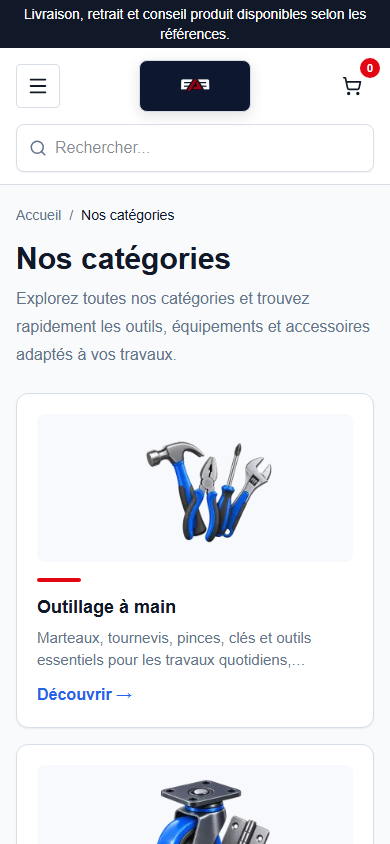 Livraison, retrait et conseil produit disponibles selon les
références.
0
Rechercher...
Accueil / Nos catégories
Nos catégories
Explorez toutes nos catégories et trouvez
rapidement les outils, équipements et accessoires
adaptés à vos travaux.
Outillage à main
Marteaux, tournevis, pinces, clés et outils
essentiels pour les travaux quotidiens,...
Découvrir →